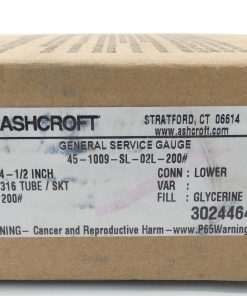 ASHCROFT
STRATFORD, CT 06614
www.ashcroft.com
GENERAL SERVICE GAUGE
45-1009-SL-02L-200#
4-1/2 INCH
CONN : LOWER
316 TUBE / SKT
VAR :
200#
FILL : GLYCERINE
3024464
NING- Cancer and Reproductive Harm -www.P65Warning